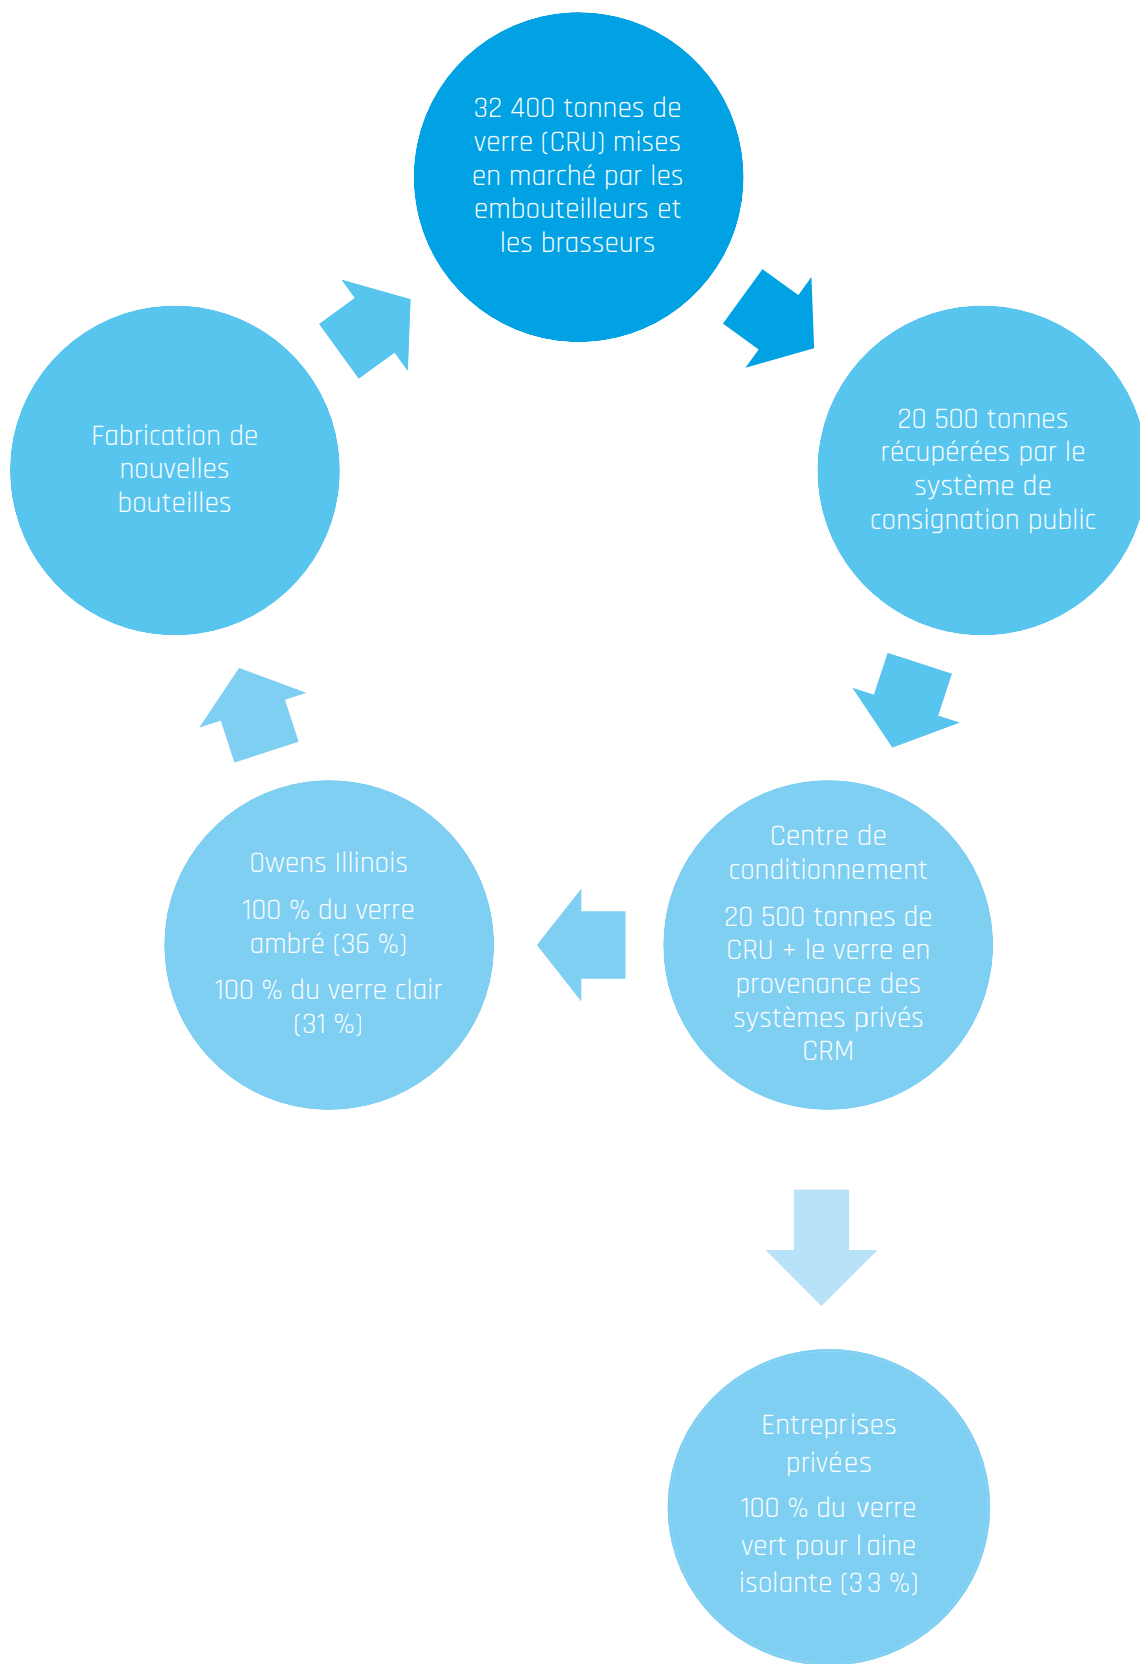 32 400 tonnes de
verre (CRU) mises
en marché par les
embouteilleurs et
les brasseurs
20 500 tonnes
récupérées par le
système de
consignation public
Centre de
conditionnement
20 500 tonnes de
CRU + le verre en
provenance des
systèmes privés
CRM
Owens Illinois
100 % du verre
ambré (36 %)
100 % du verre clair
(31 %)
Fabrication de
nouvelles
bouteilles
Entreprises
privées
100 % du verre
vert pour laine
isolante (33 %)